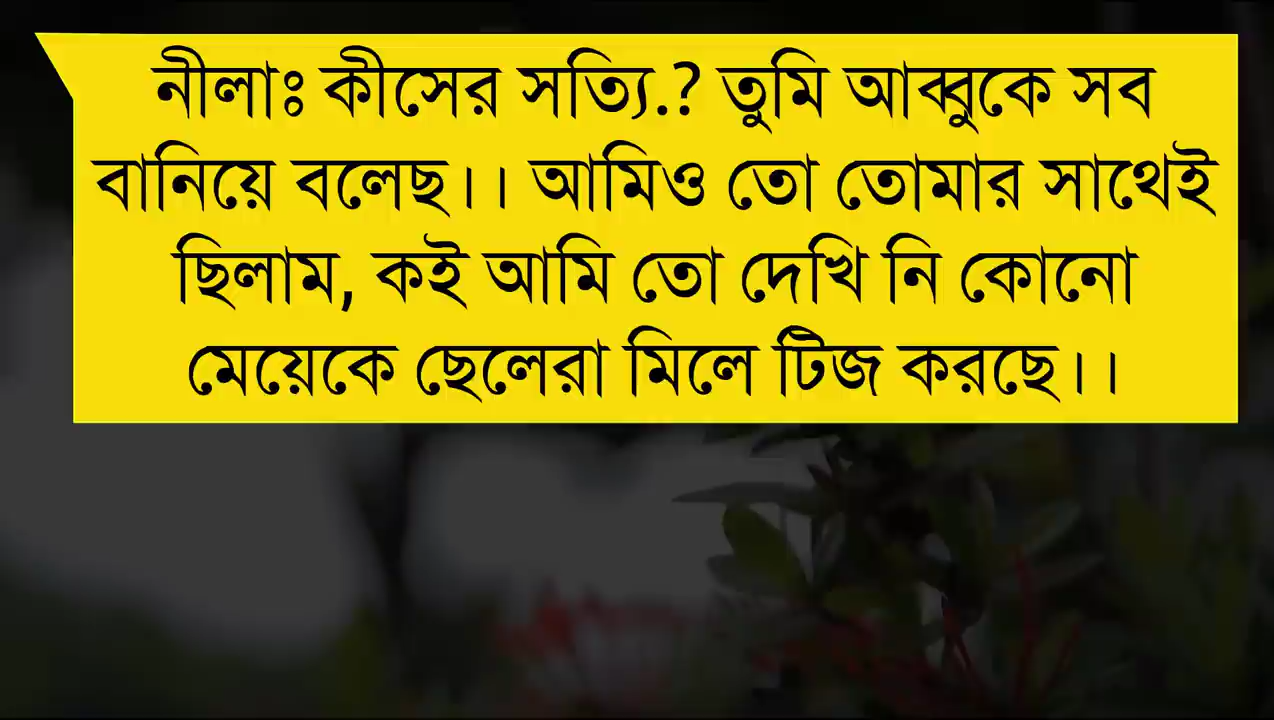 নীলাঃ কীসের সত্যি.? তুমি আব্বুকে সব
বানিয়ে বলেছ।। আমিও তো তোমার সাথেই
ছিলাম, কই আমি তো দেখি নি কোনো
মেয়েকে ছেলেরা মিলে টিজ করছে।।